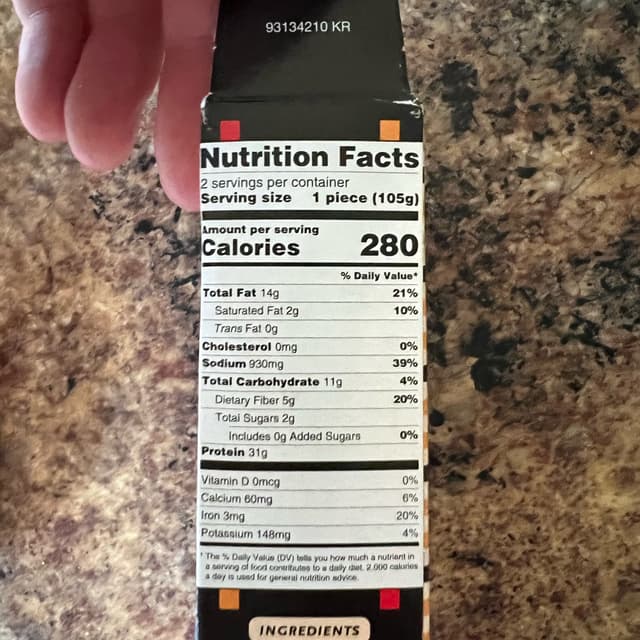 93134210 KR
Nutrition Facts
2 servings per container
Serving size 1 piece (105g)
Amount per serving
Calories 280
% Daily Value*
Total Fat 14g 21%
Saturated Fat 2g 10%
Trans Fat 0g
Cholesterol 0mg 0%
Sodium 930mg 39%
Total Carbohydrate 11g 4%
Dietary Fiber 5g 20%
Total Sugars 2g
Includes 0g Added Sugars 0%
Protein 31g
Vitamin D 0mcg 0%
Calcium 60mg 6%
Iron 3mg 20%
Potassium 148mg 4%
* The % Daily Value (DV) tells you how much a nutrient in
a serving of food contributes to a daily diet. 2,000 calories
a day is used for general nutrition advice.
INGREDIENTS